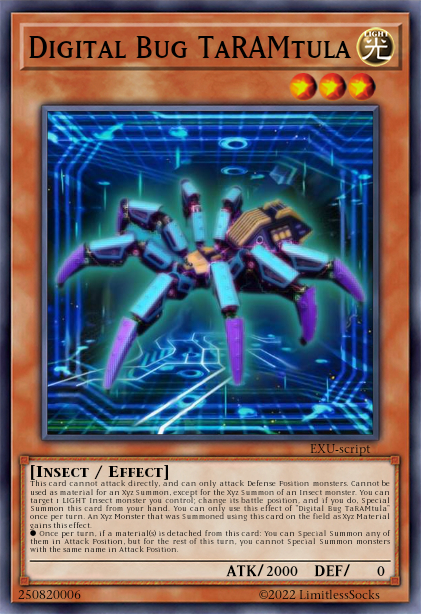 Digital Bug TaRAMtula
LIGHT
光
EXU-script
[Insect / Effect]
This card cannot attack directly, and can only attack Defense Position monsters. Cannot be
used as material for an Xyz Summon, except for the Xyz Summon of an Insect monster. You can
target 1 LIGHT Insect monster you control; change its battle position, and if you do, Special
Summon this card from your hand. You can only use this effect of "Digital Bug TaRAMtula"
once per turn. An Xyz Monster that was Summoned using this card on the field as Xyz Material
gains this effect.
● Once per turn, if a material(s) is detached from this card: You can Special Summon any of
them in Attack Position, but for the rest of this turn, you cannot Special Summon monsters
with the same name in Attack Position.
ATK/2000 DEF/ 0
250820006 ©2022 LimitlessSocks